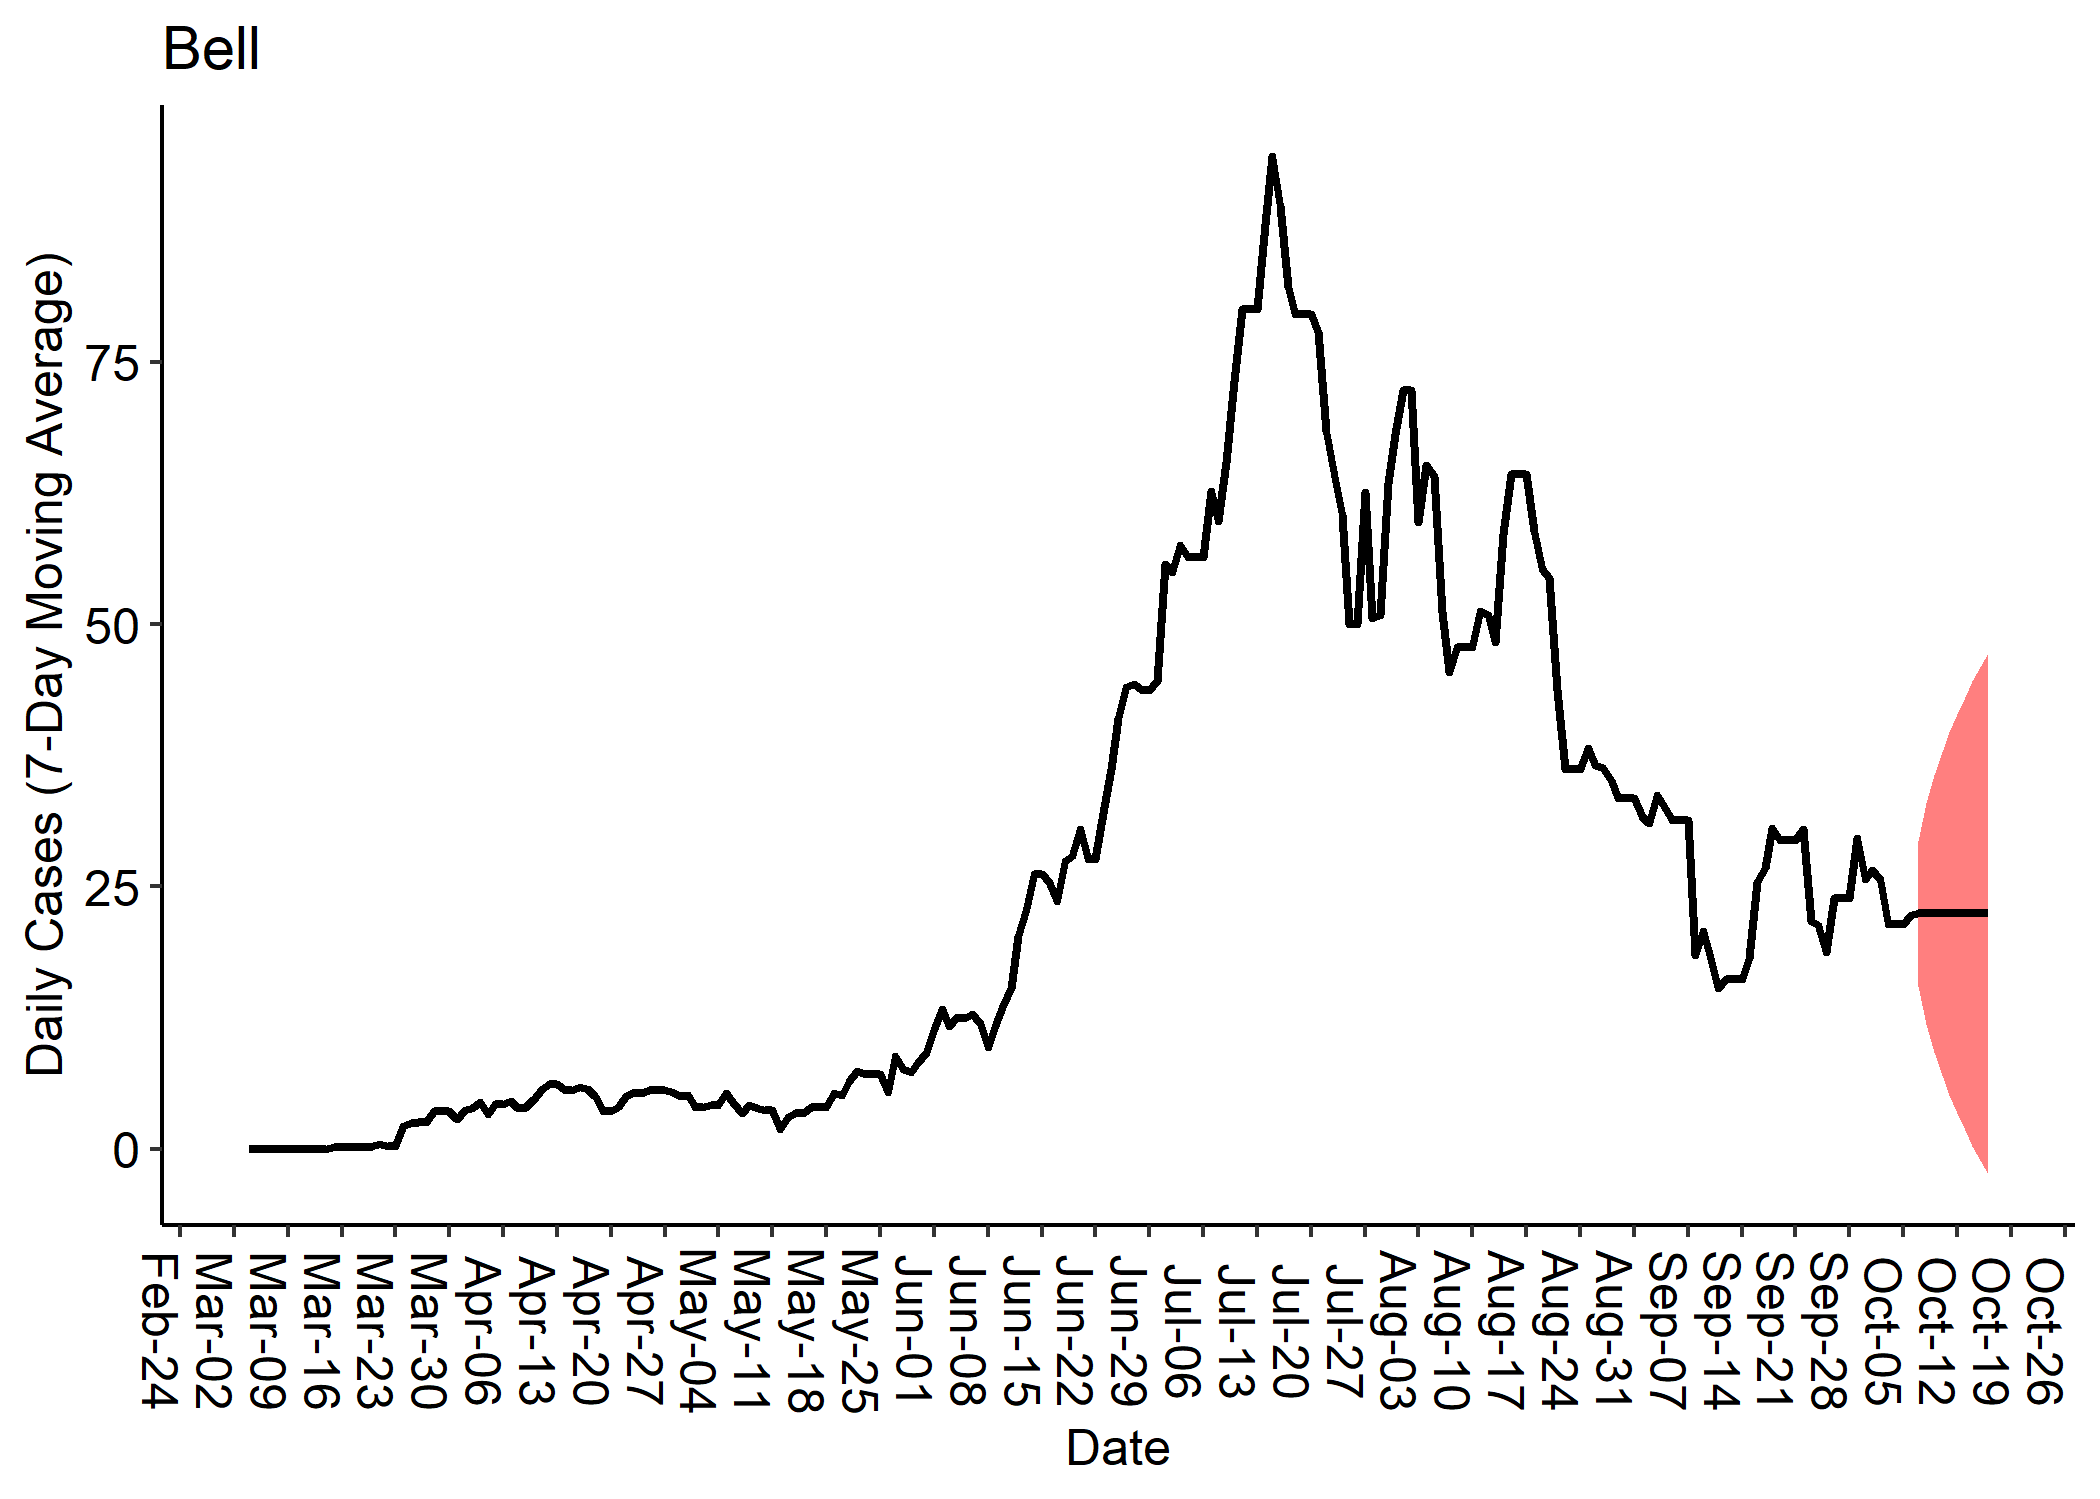 Bell
Daily Cases (7-Day Moving Average)
75
50
25
0
Feb-24
Mar-02
Mar-09
Mar-16
Mar-23
Mar-30
Apr-06
Apr-13
Apr-20
Apr-27
May-04
May-11
May-18
May-25
Jun-01
Jun-08
Jun-15
Jun-22
Jun-29
Jul-06
Jul-13
Jul-20
Jul-27
Aug-03
Aug-10
Aug-17
Aug-24
Aug-31
Sep-07
Sep-14
Sep-21
Sep-28
Oct-05
Oct-12
Oct-19
Oct-26
Date